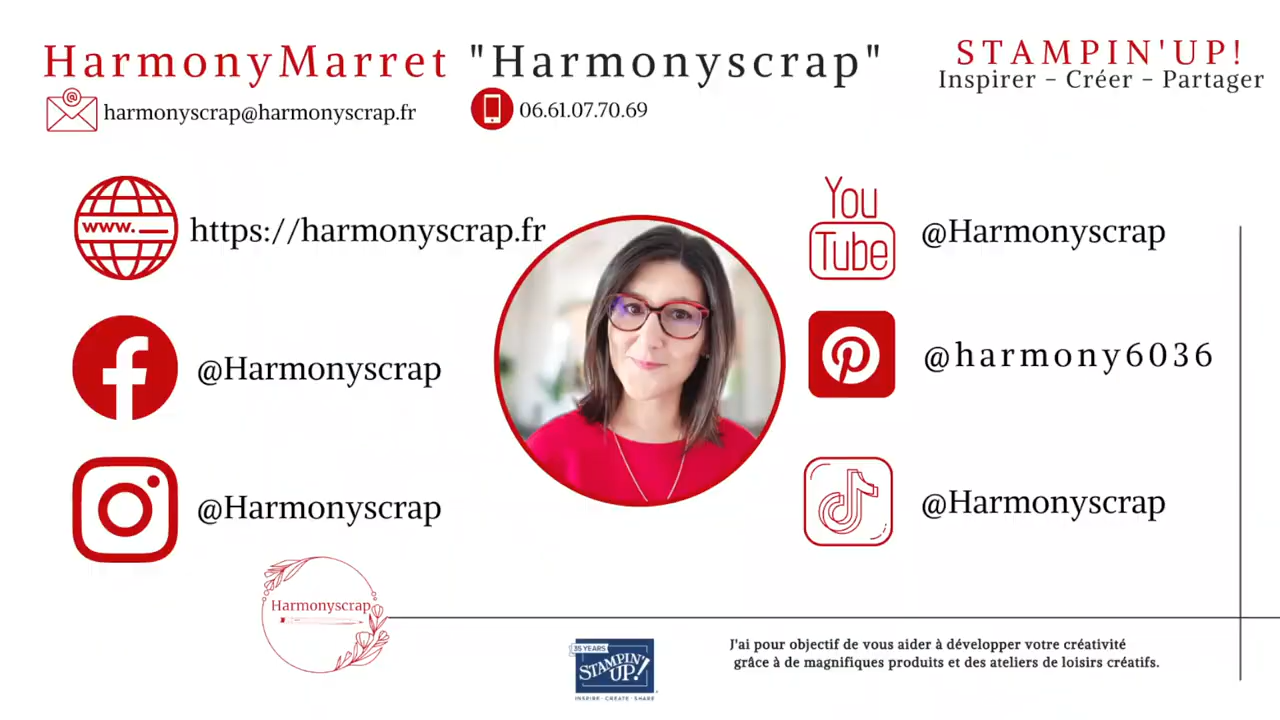 HarmonyMarret "Harmonyscrap"
STAMPIN'UP!
Inspirer – Créer – Partager
@
harmonyscrap@harmonyscrap.fr
06.61.07.70.69
www.
https://harmonyscrap.fr
You
Tube
@Harmonyscrap
@Harmonyscrap
@harmony6036
@Harmonyscrap
@Harmonyscrap
Harmonyscrap
35 YEARS
STAMPIN'
UP!
INSPIRE · CREATE · SHARE
J'ai pour objectif de vous aider à développer votre créativité
grâce à de magnifiques produits et des ateliers de loisirs créatifs.